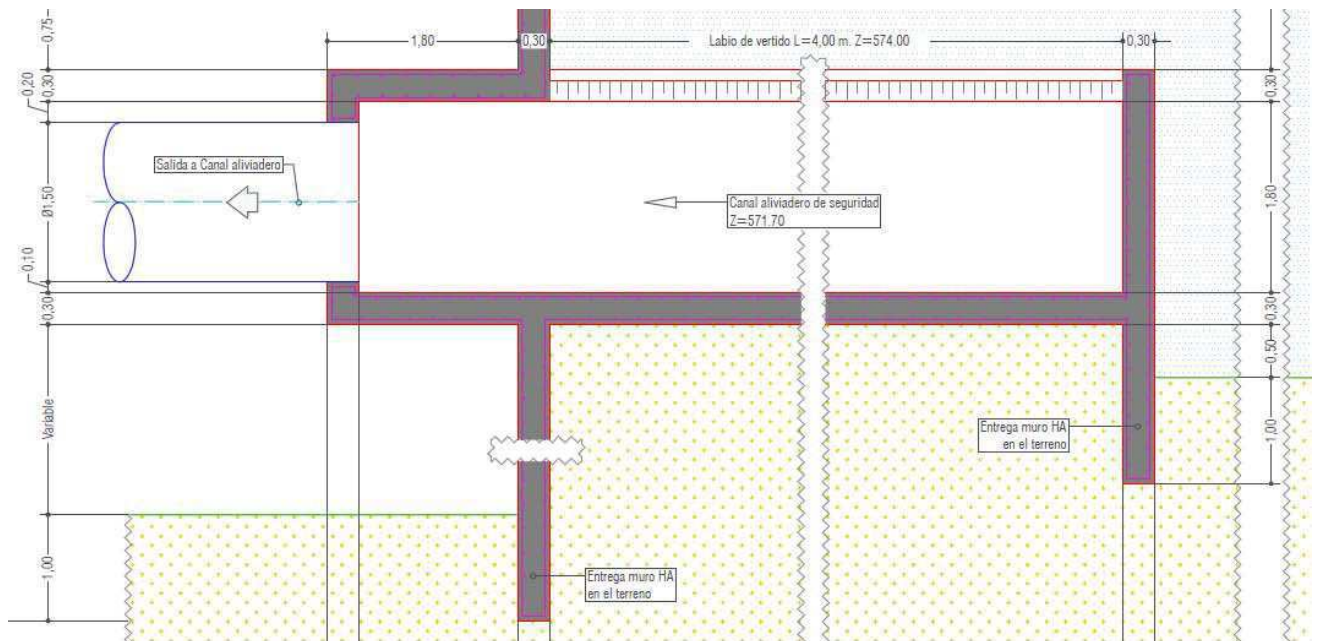 0,75
1,80
0,30
Labio de vertido L=4,00 m. Z=574.00
0,30
0,20
0,30
0,30
Salida a Canal aliviadero
Ø1,50
Canal aliviadero de seguridad
Z=571.70
1,80
0,10
0,30
0,30
0,50
Variable
Entrega muro HA
en el terreno
1,00
1,00
Entrega muro HA
en el terreno